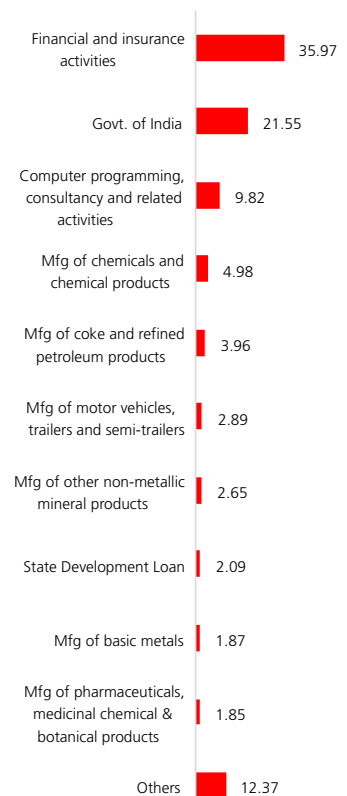 Financial and insurance
activities
35.97
Govt. of India
21.55
Computer programming,
consultancy and related
activities
9.82
Mfg of chemicals and
chemical products
4.98
Mfg of coke and refined
petroleum products
3.96
Mfg of motor vehicles,
trailers and semi-trailers
2.89
Mfg of other non-metallic
mineral products
2.65
State Development Loan
2.09
Mfg of basic metals
1.87
Mfg of pharmaceuticals,
medicinal chemical &
botanical products
1.85
Others
12.37